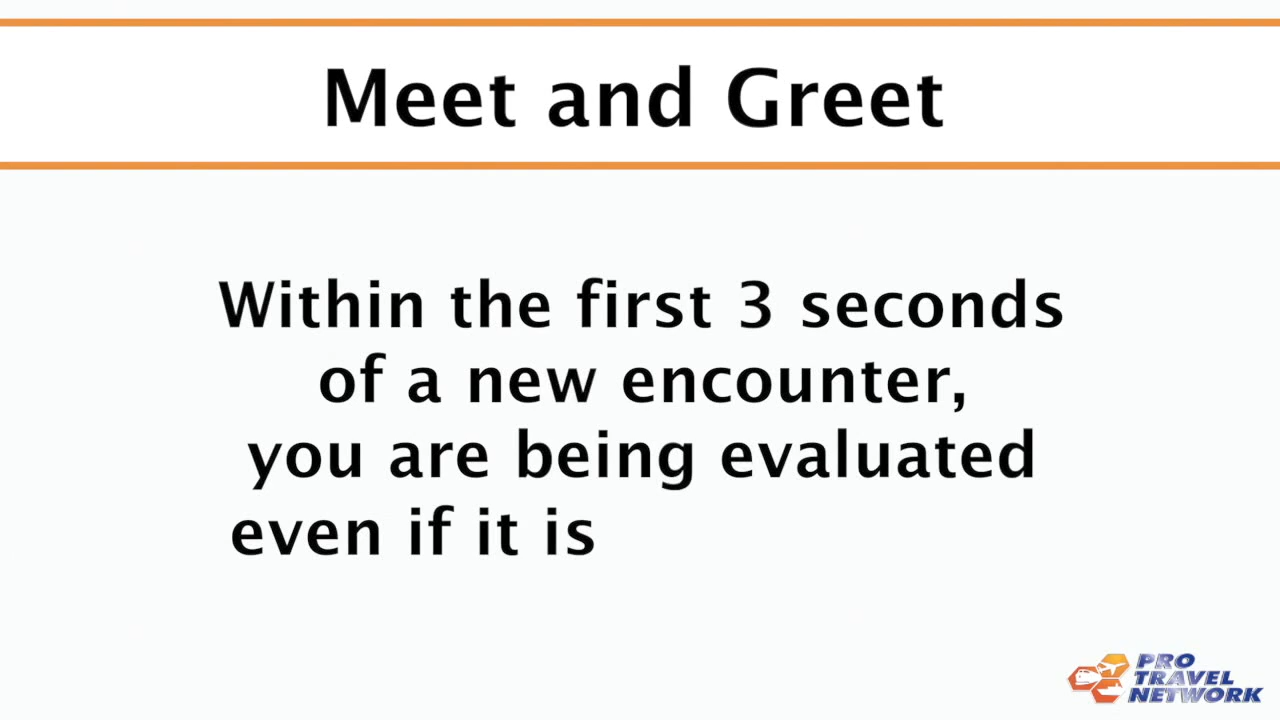 Meet and Greet
Within the first 3 seconds
of a new encounter,
you are being evaluated
even if it is
PRO
TRAVEL
NETWORK